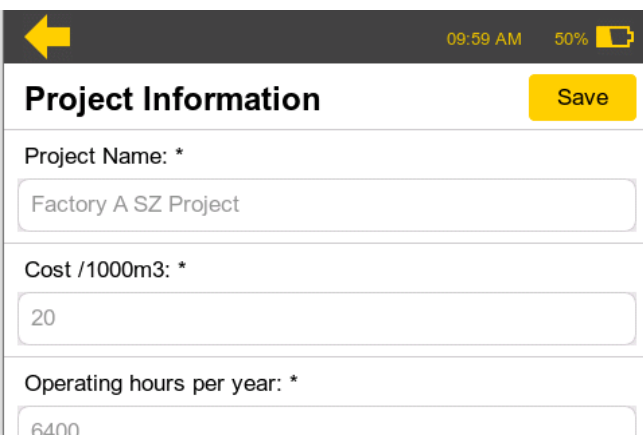 09:59 AM 50%
Project Information Save
Project Name: *
Factory A SZ Project
Cost /1000m3: *
20
Operating hours per year: *
6400